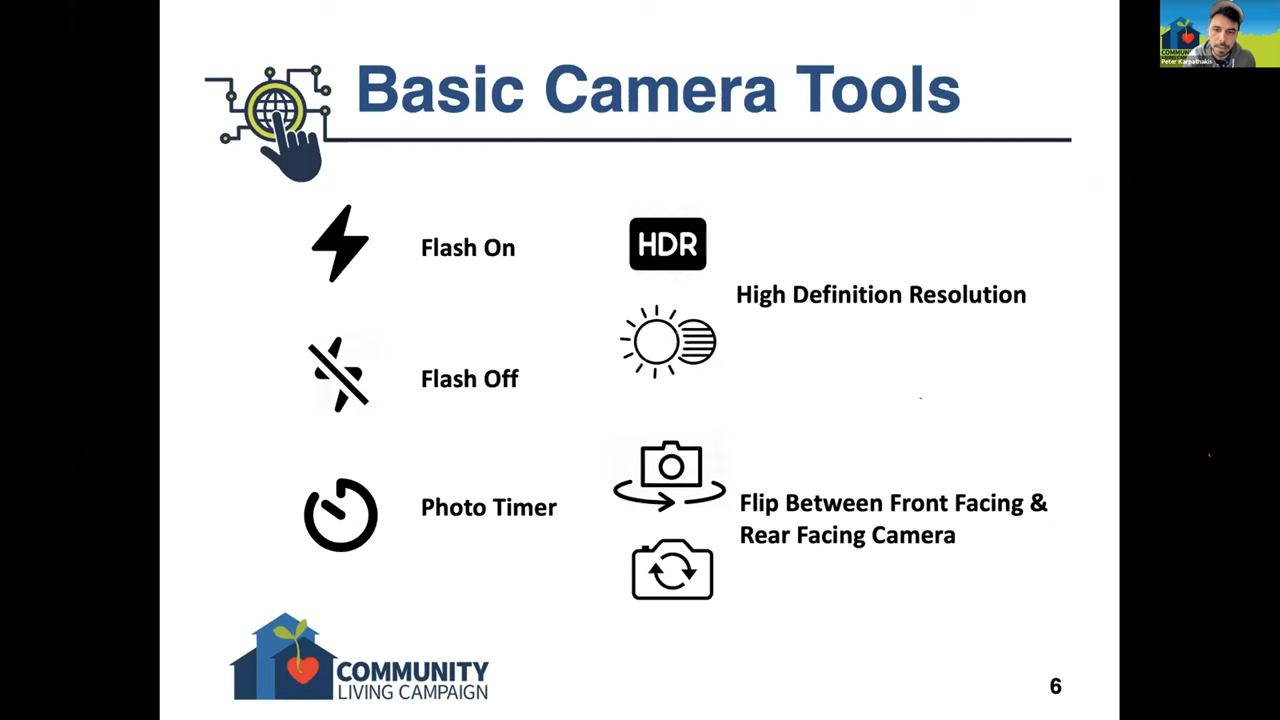 Basic Camera Tools
Flash On
HDR
High Definition Resolution
Flash Off
Photo Timer
Flip Between Front Facing &
Rear Facing Camera
COMMUNITY
LIVING CAMPAIGN
6
COMMUNITY
Peter Karpathakis